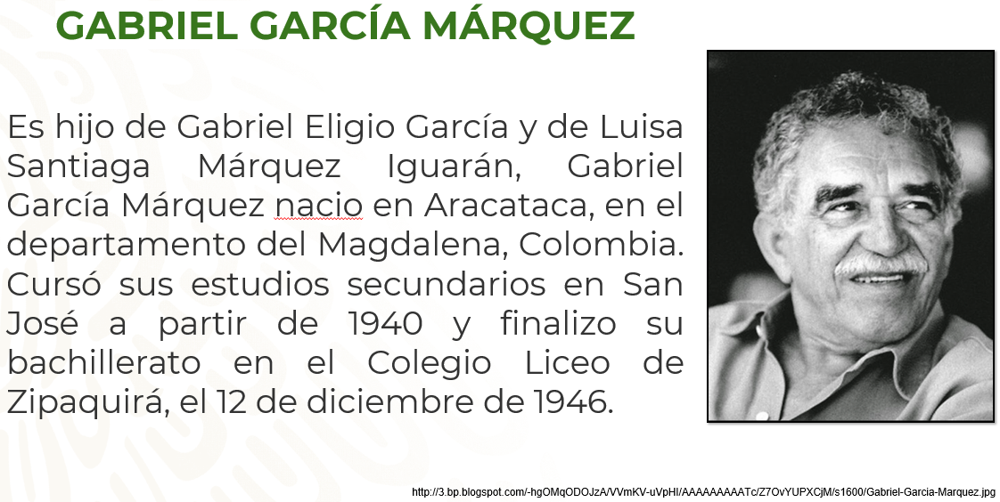 GABRIEL GARCÍA MÁRQUEZ
Es hijo de Gabriel Eligio García y de Luisa
Santiaga Márquez Iguarán, Gabriel
García Márquez nacio en Aracataca, en el
departamento del Magdalena, Colombia.
Cursó sus estudios secundarios en San
José a partir de 1940 y finalizo su
bachillerato en el Colegio Liceo de
Zipaquirá, el 12 de diciembre de 1946.
http://3.bp.blogspot.com/-hgOMqODOJzA/VVmKV-uVpHI/AAAAAAAAATc/Z7OvYUPXCjM/s1600/Gabriel-Garcia-Marquez.jpg